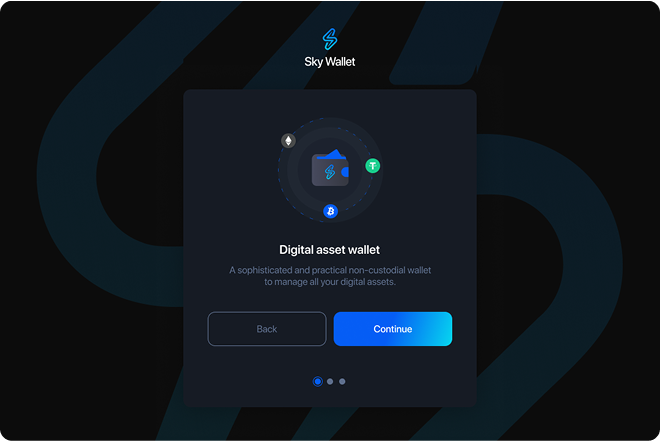 Sky Wallet
Digital asset wallet
A sophisticated and practical non-custodial wallet
to manage all your digital assets.
Back
Continue